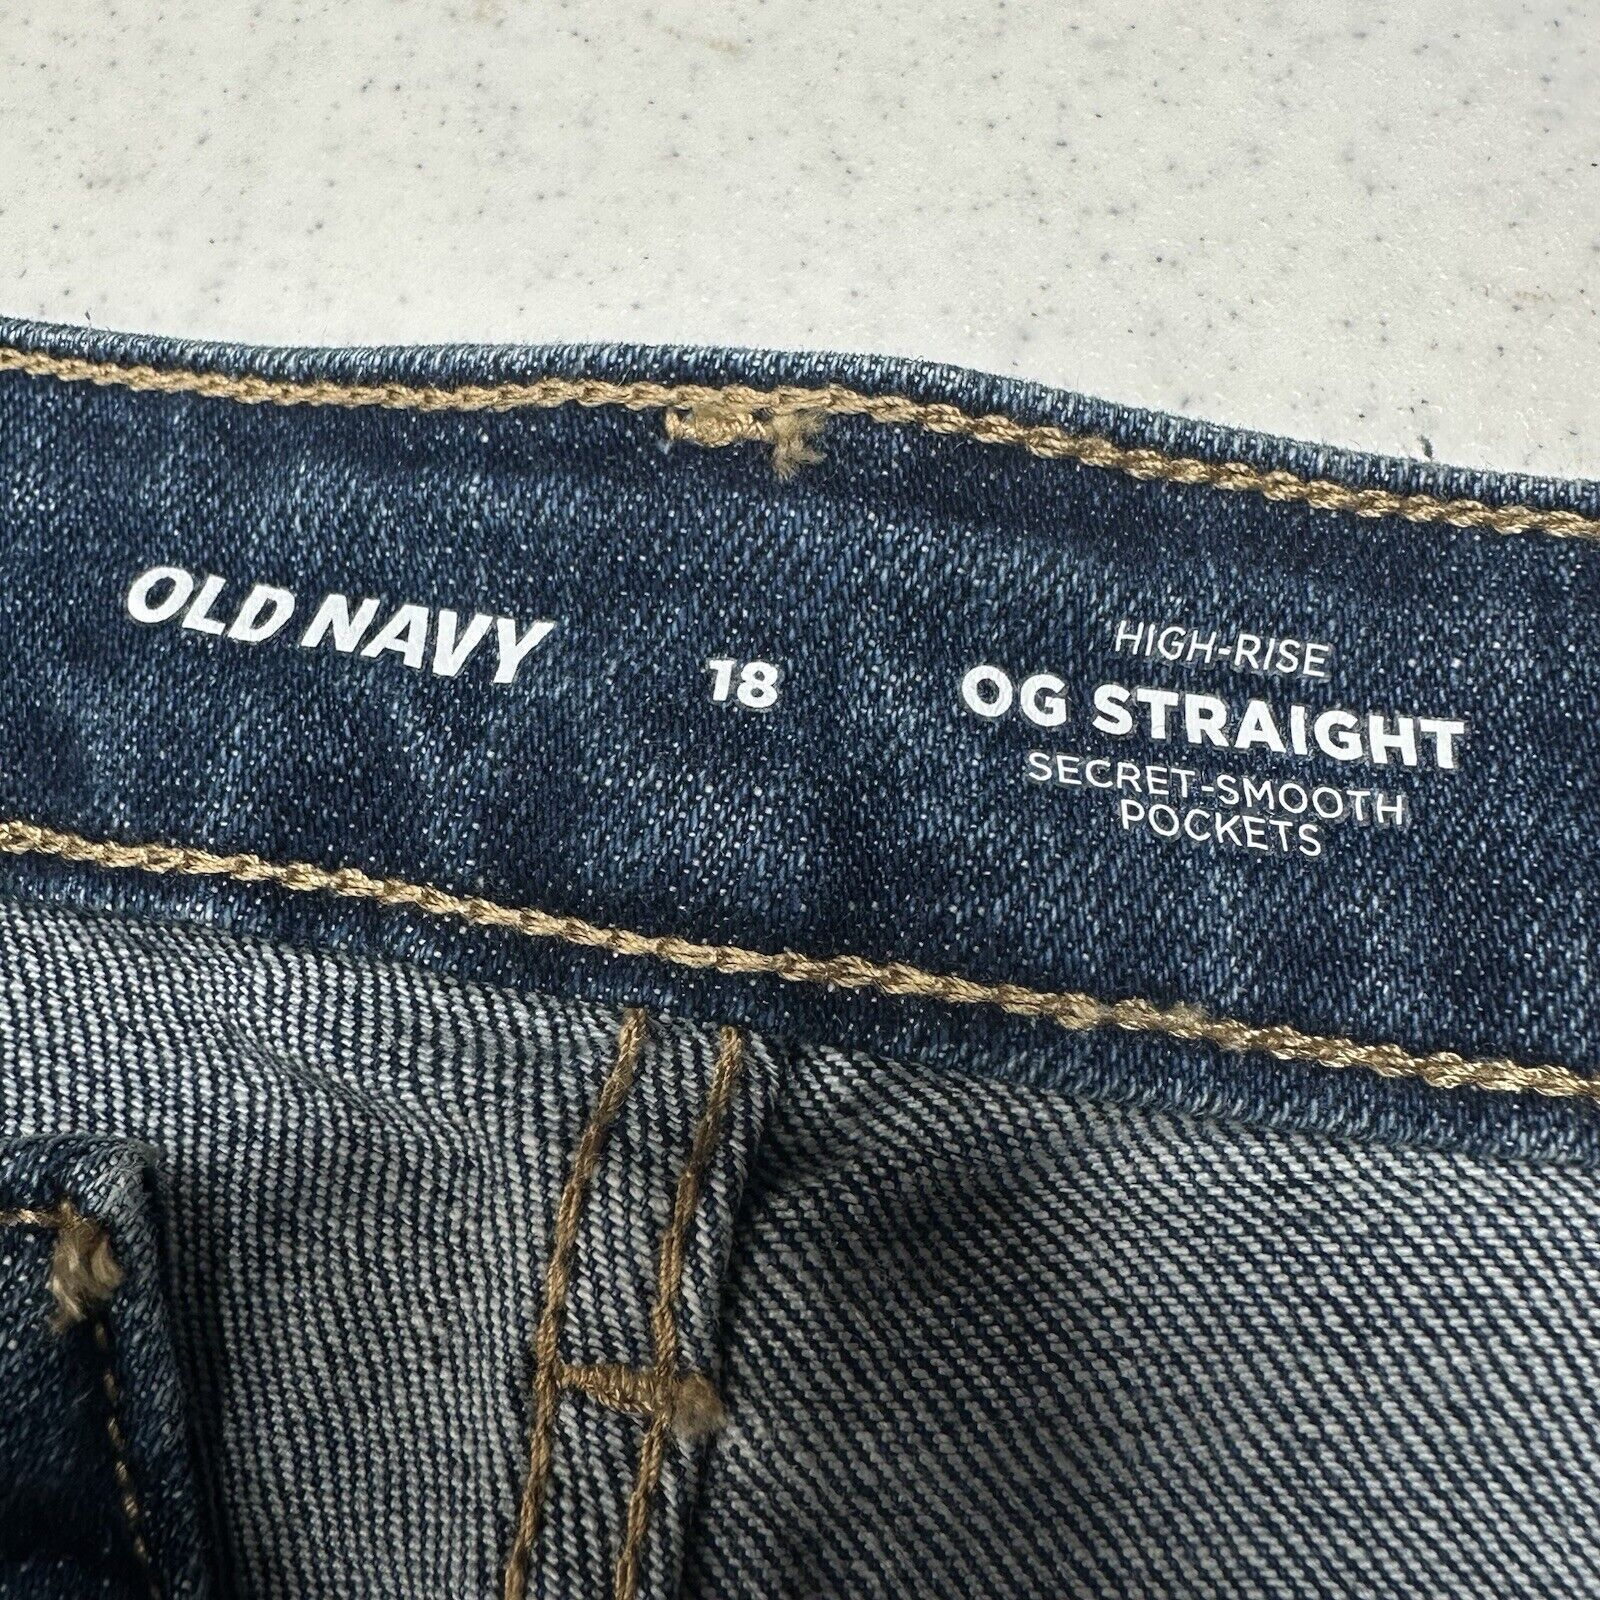 OLD NAVY
18
HIGH-RISE
OG STRAIGHT
SECRET-SMOOTH
POCKETS